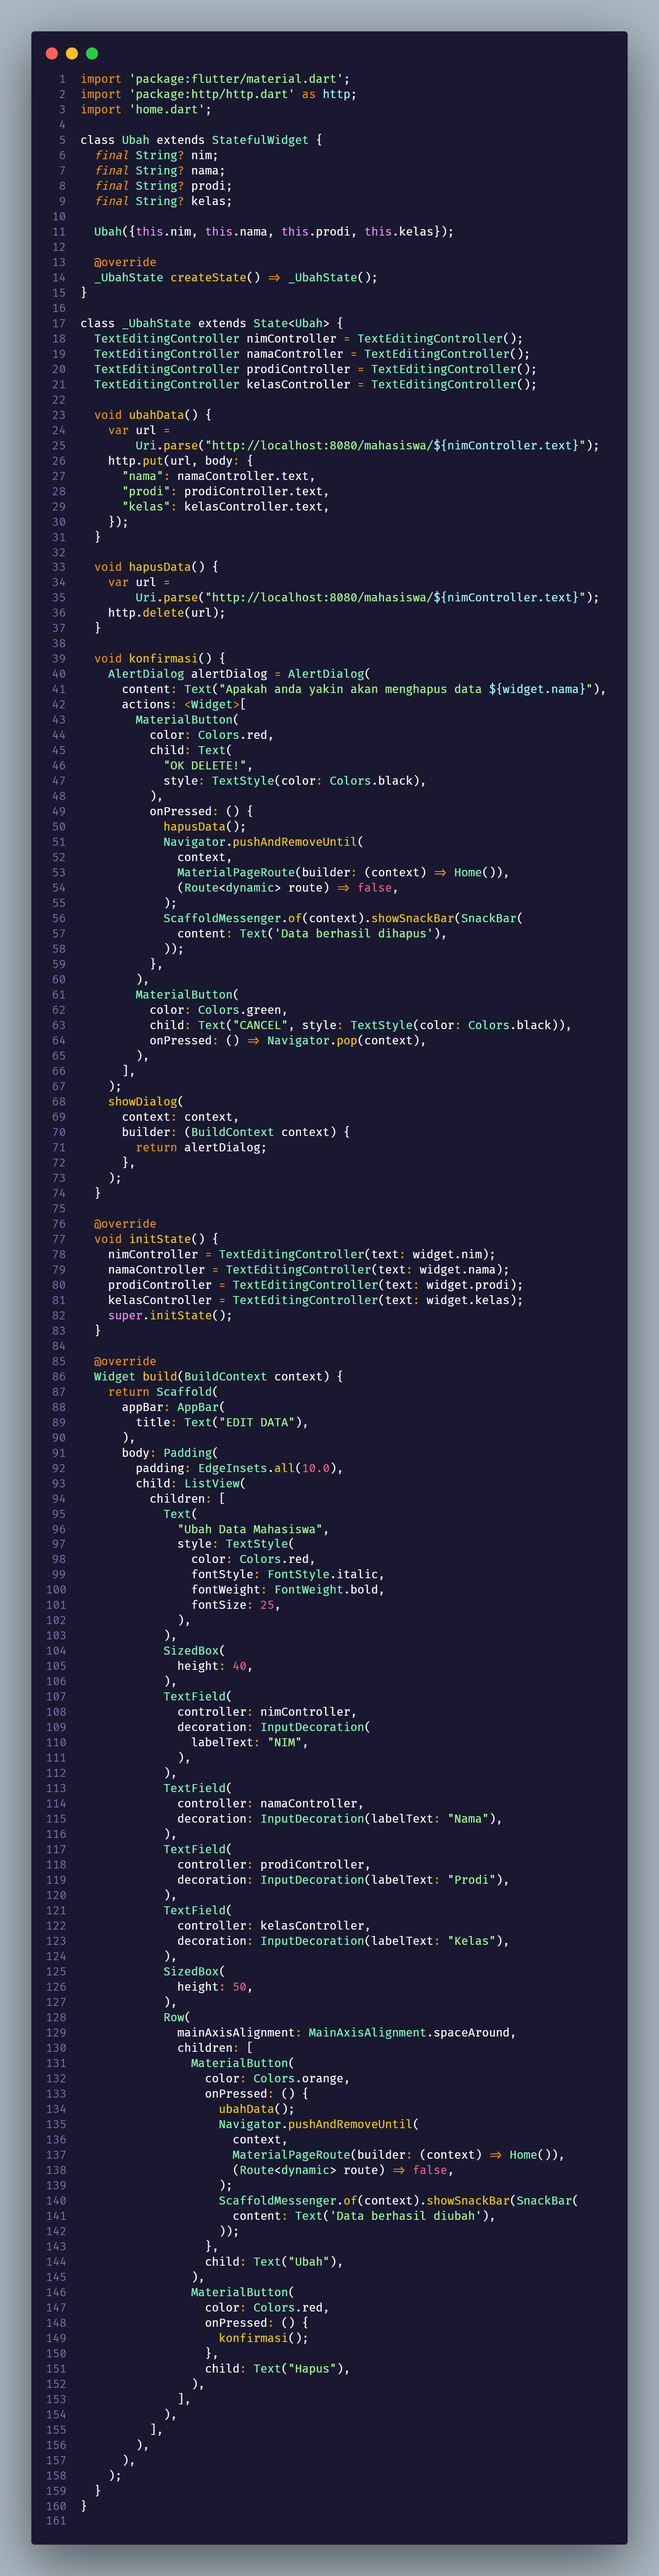 1 import 'package:flutter/material.dart';
2 import 'package:http/http.dart' as http;
3 import 'home.dart';
4
5 class Ubah extends StatefulWidget {
6   final String? nim;
7   final String? nama;
8   final String? prodi;
9   final String? kelas;
10
11   Ubah({this.nim, this.nama, this.prodi, this.kelas});
12
13   @override
14   _UbahState createState() => _UbahState();
15 }
16
17 class _UbahState extends State<Ubah> {
18   TextEditingController nimController = TextEditingController();
19   TextEditingController namaController = TextEditingController();
20   TextEditingController prodiController = TextEditingController();
21   TextEditingController kelasController = TextEditingController();
22
23   void ubahData() {
24     var url =
25         Uri.parse("http://localhost:8080/mahasiswa/${nimController.text}");
26     http.put(url, body: {
27       "nama": namaController.text,
28       "prodi": prodiController.text,
29       "kelas": kelasController.text,
30     });
31   }
32
33   void hapusData() {
34     var url =
35         Uri.parse("http://localhost:8080/mahasiswa/${nimController.text}");
36     http.delete(url);
37   }
38
39   void konfirmasi() {
40     AlertDialog alertDialog = AlertDialog(
41       content: Text("Apakah anda yakin akan menghapus data ${widget.nama}"),
42       actions: <Widget>[
43         MaterialButton(
44           color: Colors.red,
45           child: Text(
46             "OK DELETE!",
47             style: TextStyle(color: Colors.black),
48           ),
49           onPressed: () {
50             hapusData();
51             Navigator.pushAndRemoveUntil(
52               context,
53               MaterialPageRoute(builder: (context) => Home()),
54               (Route<dynamic> route) => false,
55             );
56             ScaffoldMessenger.of(context).showSnackBar(SnackBar(
57               content: Text('Data berhasil dihapus'),
58             ));
59           },
60         ),
61         MaterialButton(
62           color: Colors.green,
63           child: Text("CANCEL", style: TextStyle(color: Colors.black)),
64           onPressed: () => Navigator.pop(context),
65         ),
66       ],
67     );
68     showDialog(
69       context: context,
70       builder: (BuildContext context) {
71         return alertDialog;
72       },
73     );
74   }
75
76   @override
77   void initState() {
78     nimController = TextEditingController(text: widget.nim);
79     namaController = TextEditingController(text: widget.nama);
80     prodiController = TextEditingController(text: widget.prodi);
81     kelasController = TextEditingController(text: widget.kelas);
82     super.initState();
83   }
84
85   @override
86   Widget build(BuildContext context) {
87     return Scaffold(
88       appBar: AppBar(
89         title: Text("EDIT DATA"),
90       ),
91       body: Padding(
92         padding: EdgeInsets.all(10.0),
93         child: ListView(
94           children: [
95             Text(
96               "Ubah Data Mahasiswa",
97               style: TextStyle(
98                 color: Colors.red,
99                 fontStyle: FontStyle.italic,
100                 fontWeight: FontWeight.bold,
101                 fontSize: 25,
102               ),
103             ),
104             SizedBox(
105               height: 40,
106             ),
107             TextField(
108               controller: nimController,
109               decoration: InputDecoration(
110                 labelText: "NIM",
111               ),
112             ),
113             TextField(
114               controller: namaController,
115               decoration: InputDecoration(labelText: "Nama"),
116             ),
117             TextField(
118               controller: prodiController,
119               decoration: InputDecoration(labelText: "Prodi"),
120             ),
121             TextField(
122               controller: kelasController,
123               decoration: InputDecoration(labelText: "Kelas"),
124             ),
125             SizedBox(
126               height: 50,
127             ),
128             Row(
129               mainAxisAlignment: MainAxisAlignment.spaceAround,
130               children: [
131                 MaterialButton(
132                   color: Colors.orange,
133                   onPressed: () {
134                     ubahData();
135                     Navigator.pushAndRemoveUntil(
136                       context,
137                       MaterialPageRoute(builder: (context) => Home()),
138                       (Route<dynamic> route) => false,
139                     );
140                     ScaffoldMessenger.of(context).showSnackBar(SnackBar(
141                       content: Text('Data berhasil diubah'),
142                     ));
143                   },
144                   child: Text("Ubah"),
145                 ),
146                 MaterialButton(
147                   color: Colors.red,
148                   onPressed: () {
149                     konfirmasi();
150                   },
151                   child: Text("Hapus"),
152                 ),
153               ],
154             ),
155           ],
156         ),
157       ),
158     );
159   }
160 }
161